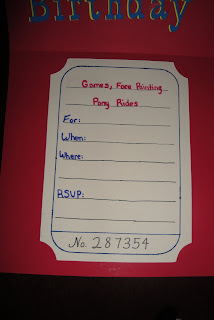 Birthday
Games, Face Painting
Pony Rides
For:
When:
Where:
RSVP:
No. 287354